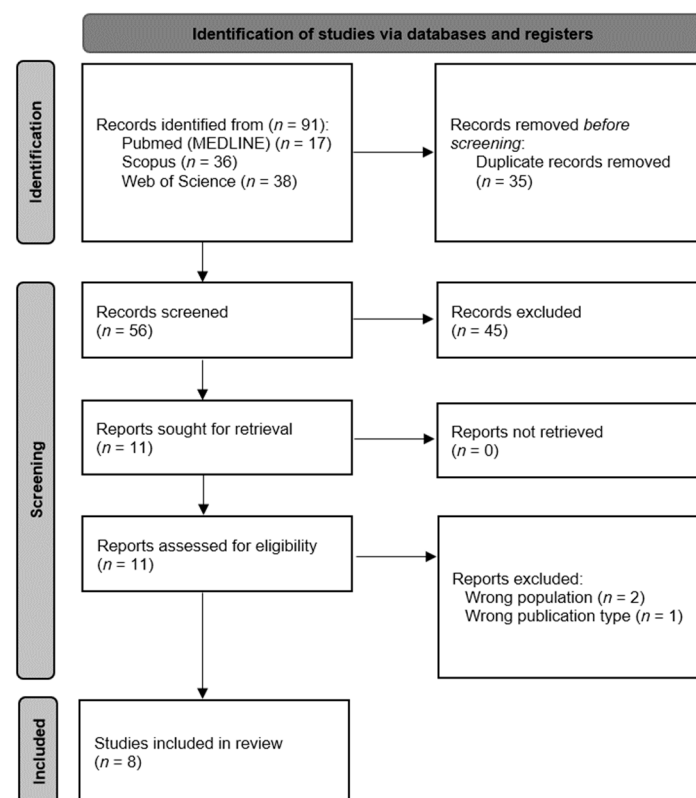 Identification of studies via databases and registers
Identification
Records identified from (n = 91):
Pubmed (MEDLINE) (n = 17)
Scopus (n = 36)
Web of Science (n = 38)
Records removed before
screening:
Duplicate records removed
(n = 35)
Screening
Records screened
(n = 56)
Records excluded
(n = 45)
Reports sought for retrieval
(n = 11)
Reports not retrieved
(n = 0)
Reports assessed for eligibility
(n = 11)
Reports excluded:
Wrong population (n = 2)
Wrong publication type (n = 1)
Included
Studies included in review
(n = 8)